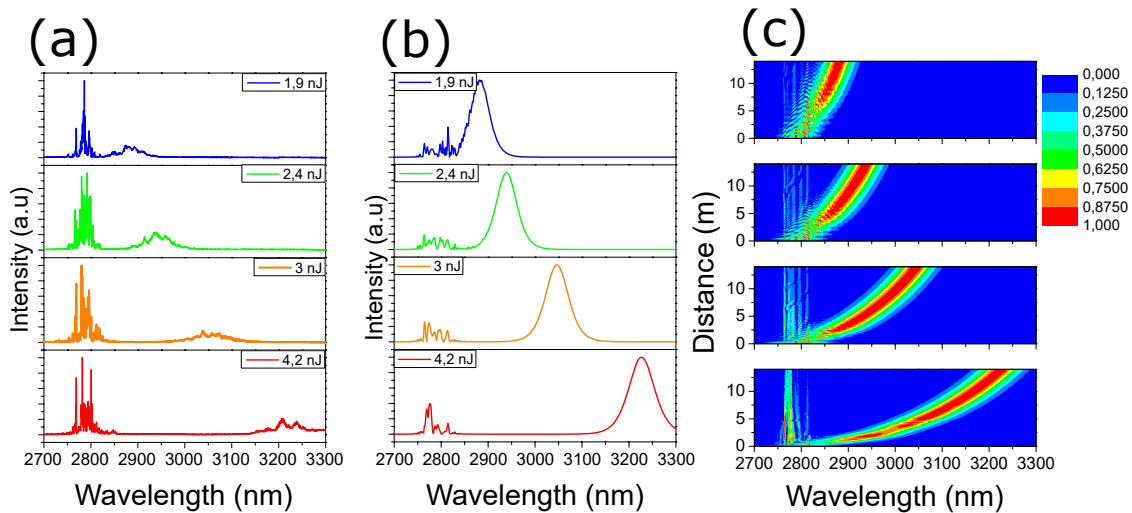 (a)
(b)
(c)
1,9 nJ
2,4 nJ
3 nJ
4,2 nJ
Intensity (a.u)
2700 2800 2900 3000 3100 3200 3300
Wavelength (nm)
1,9 nJ
2,4 nJ
3 nJ
4,2 nJ
Intensity (a.u)
2700 2800 2900 3000 3100 3200 3300
Wavelength (nm)
10
5
0
10
5
0
10
5
0
10
5
0
Distance (m)
2700 2800 2900 3000 3100 3200 3300
Wavelength (nm)
0,000
0,1250
0,2500
0,3750
0,5000
0,6250
0,7500
0,8750
1,000